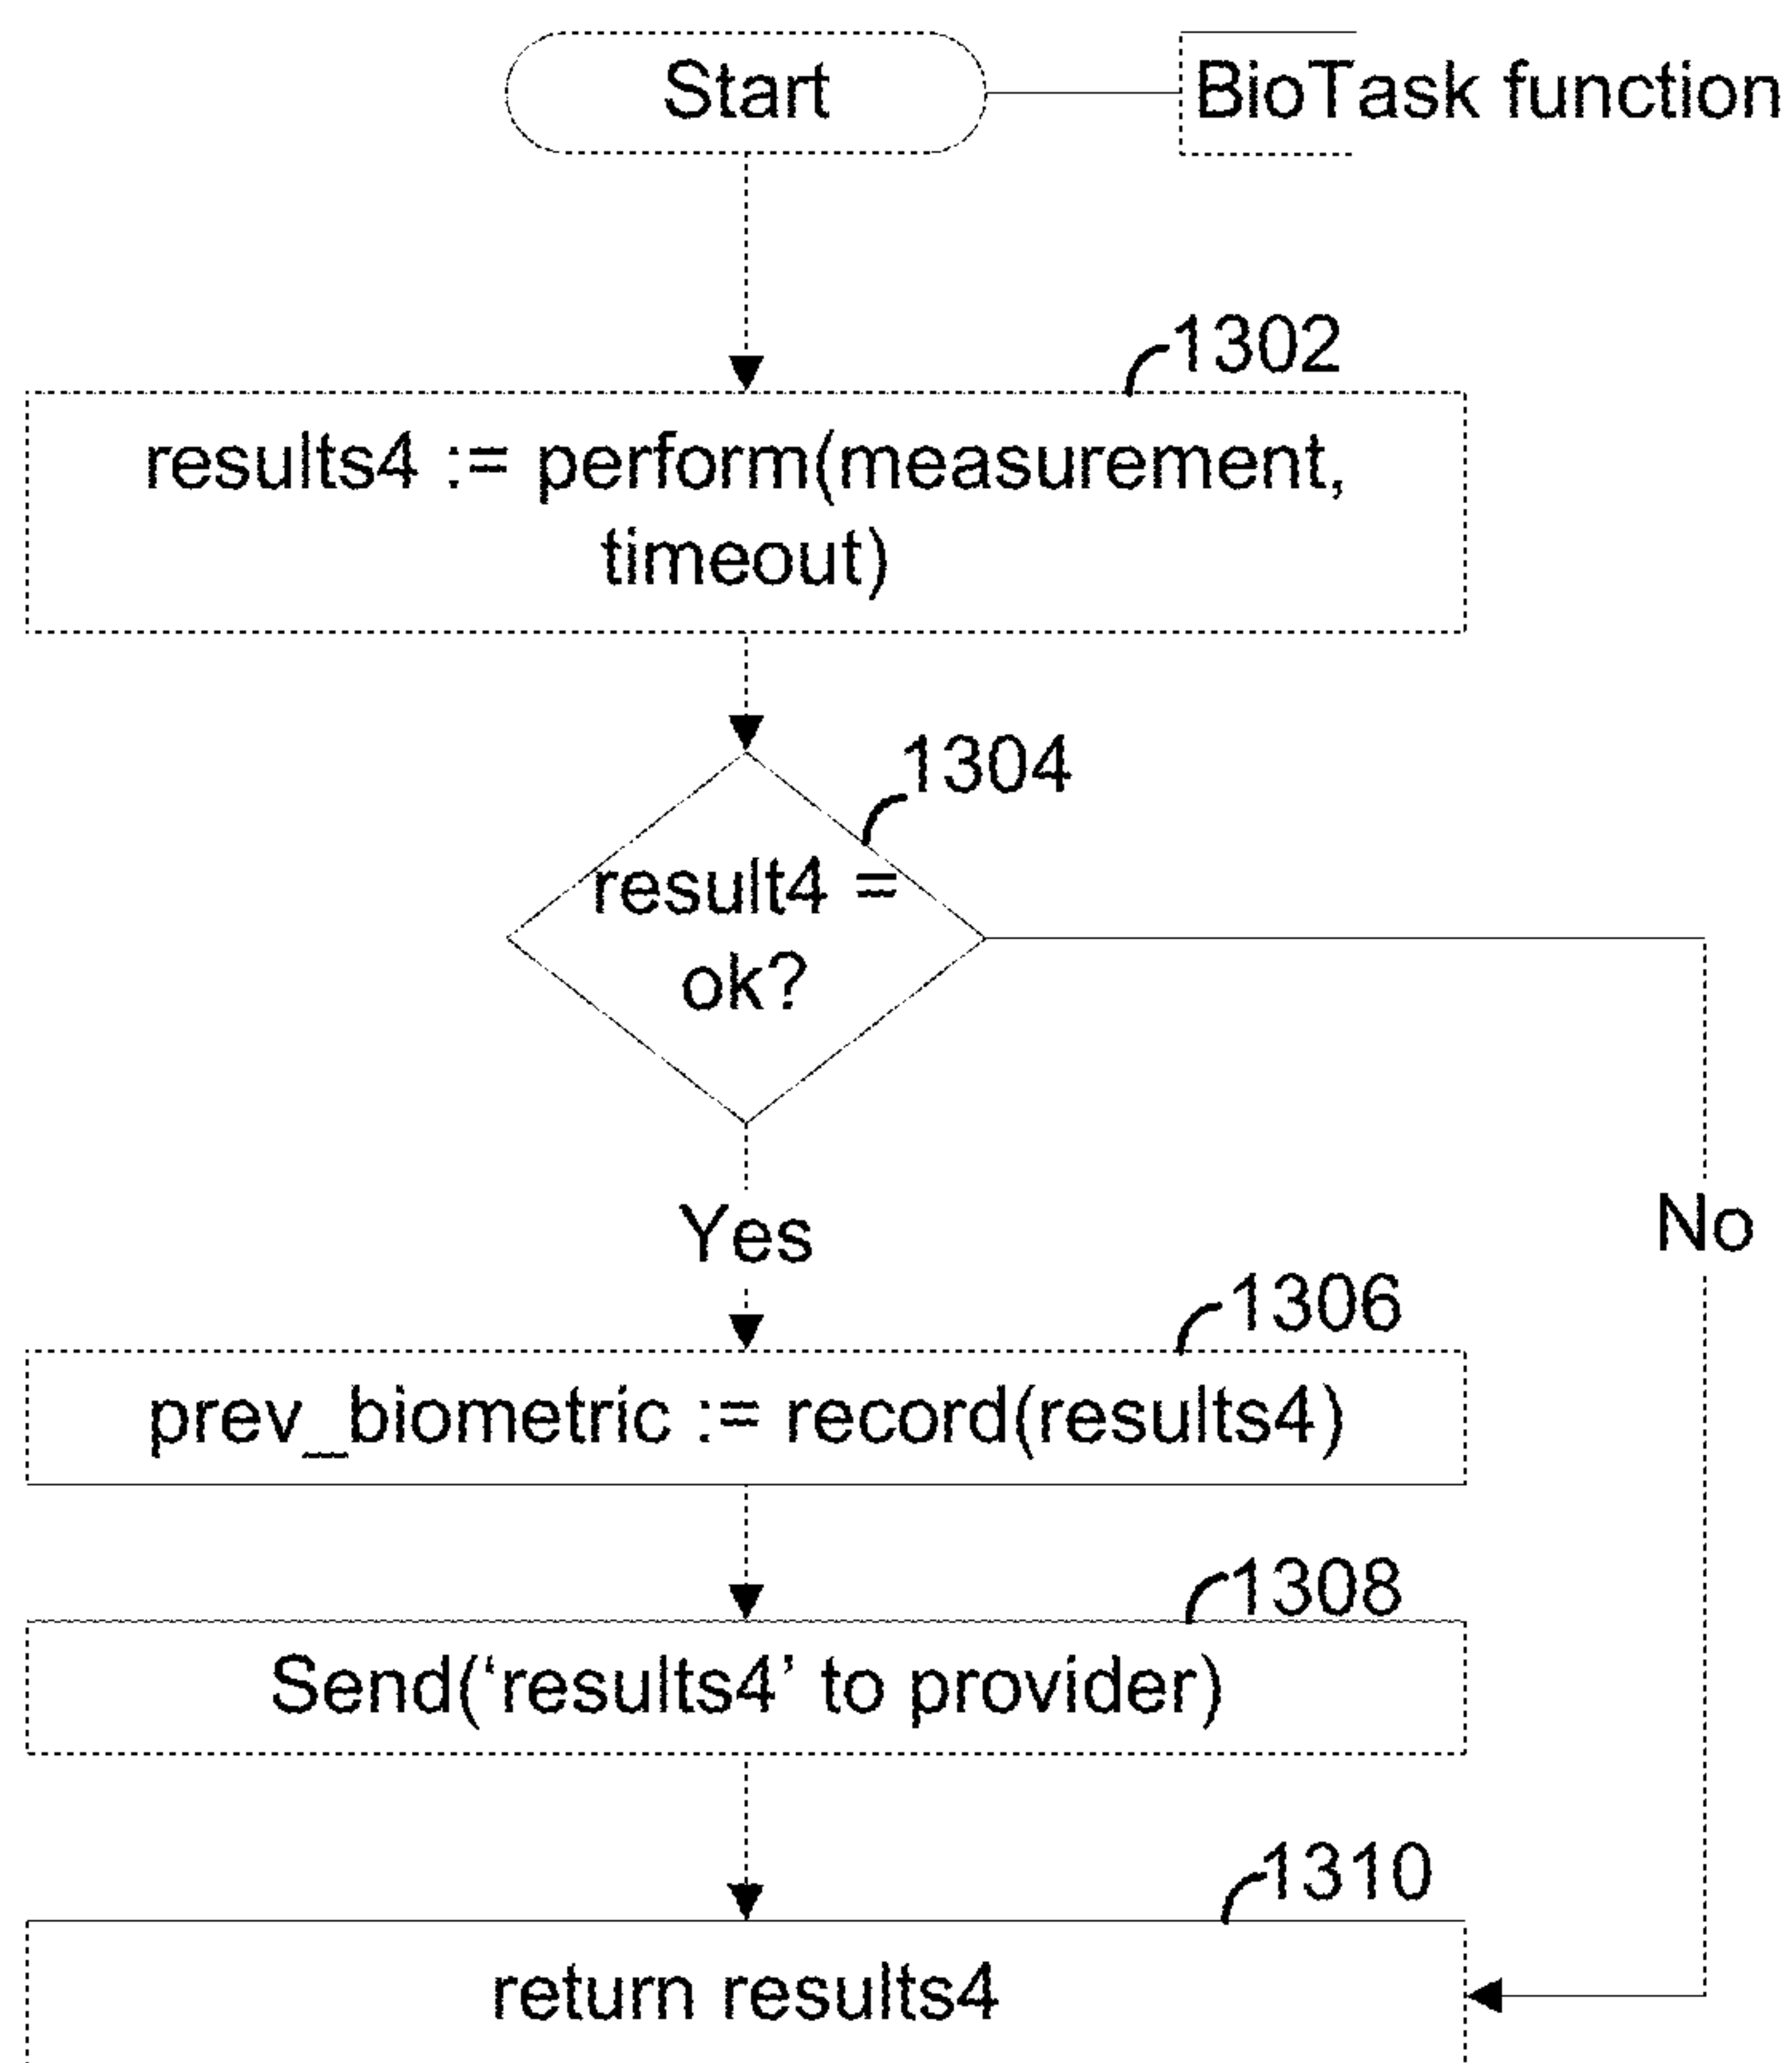 Start
BioTask function
1302
results4 := perform(measurement,
timeout)
1304
result4 =
ok?
Yes
No
1306
prev_biometric := record(results4)
1308
Send(‘results4’ to provider)
1310
return results4